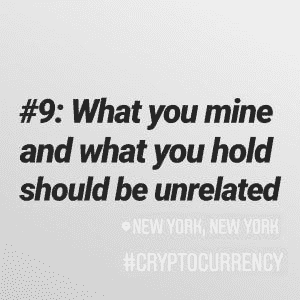 #9: What you mine
and what you hold
should be unrelated
NEW YORK, NEW YORK
#CRYPTOCURRENCY